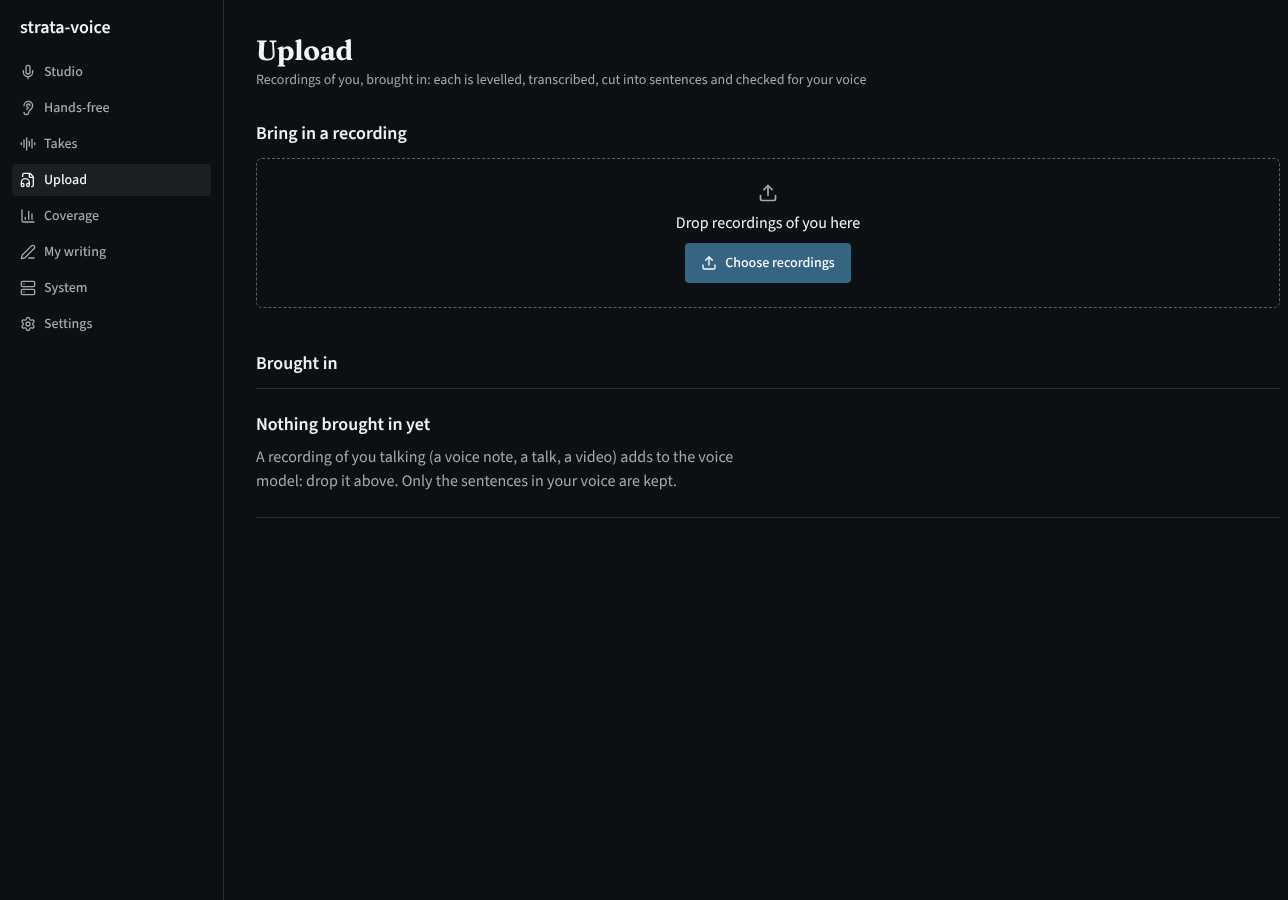 strata-voice
Studio
Hands-free
Takes
Upload
Coverage
My writing
System
Settings
Upload
Recordings of you, brought in: each is levelled, transcribed, cut into sentences and checked for your voice
Bring in a recording
Drop recordings of you here
Choose recordings
Brought in
Nothing brought in yet
A recording of you talking (a voice note, a talk, a video) adds to the voice
model: drop it above. Only the sentences in your voice are kept.